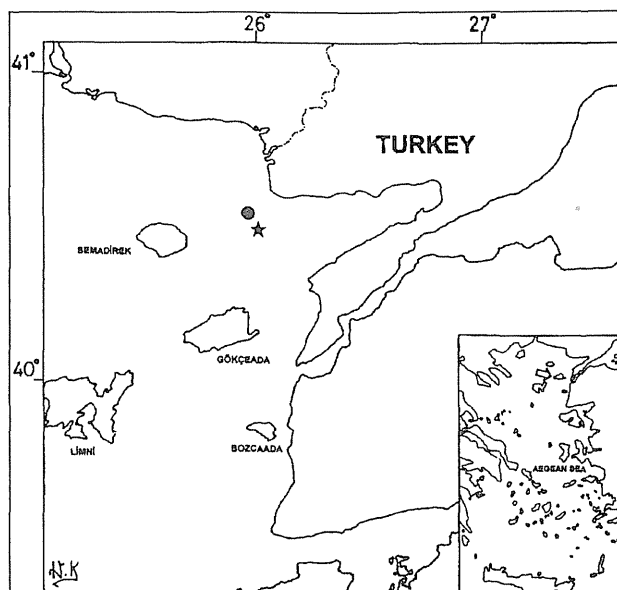 26° 27°
41°
TURKEY
SEMADİREK
GÖKÇEADA
40°
LİMNİ
BOZCAADA
AEGEAN SEA
H.K